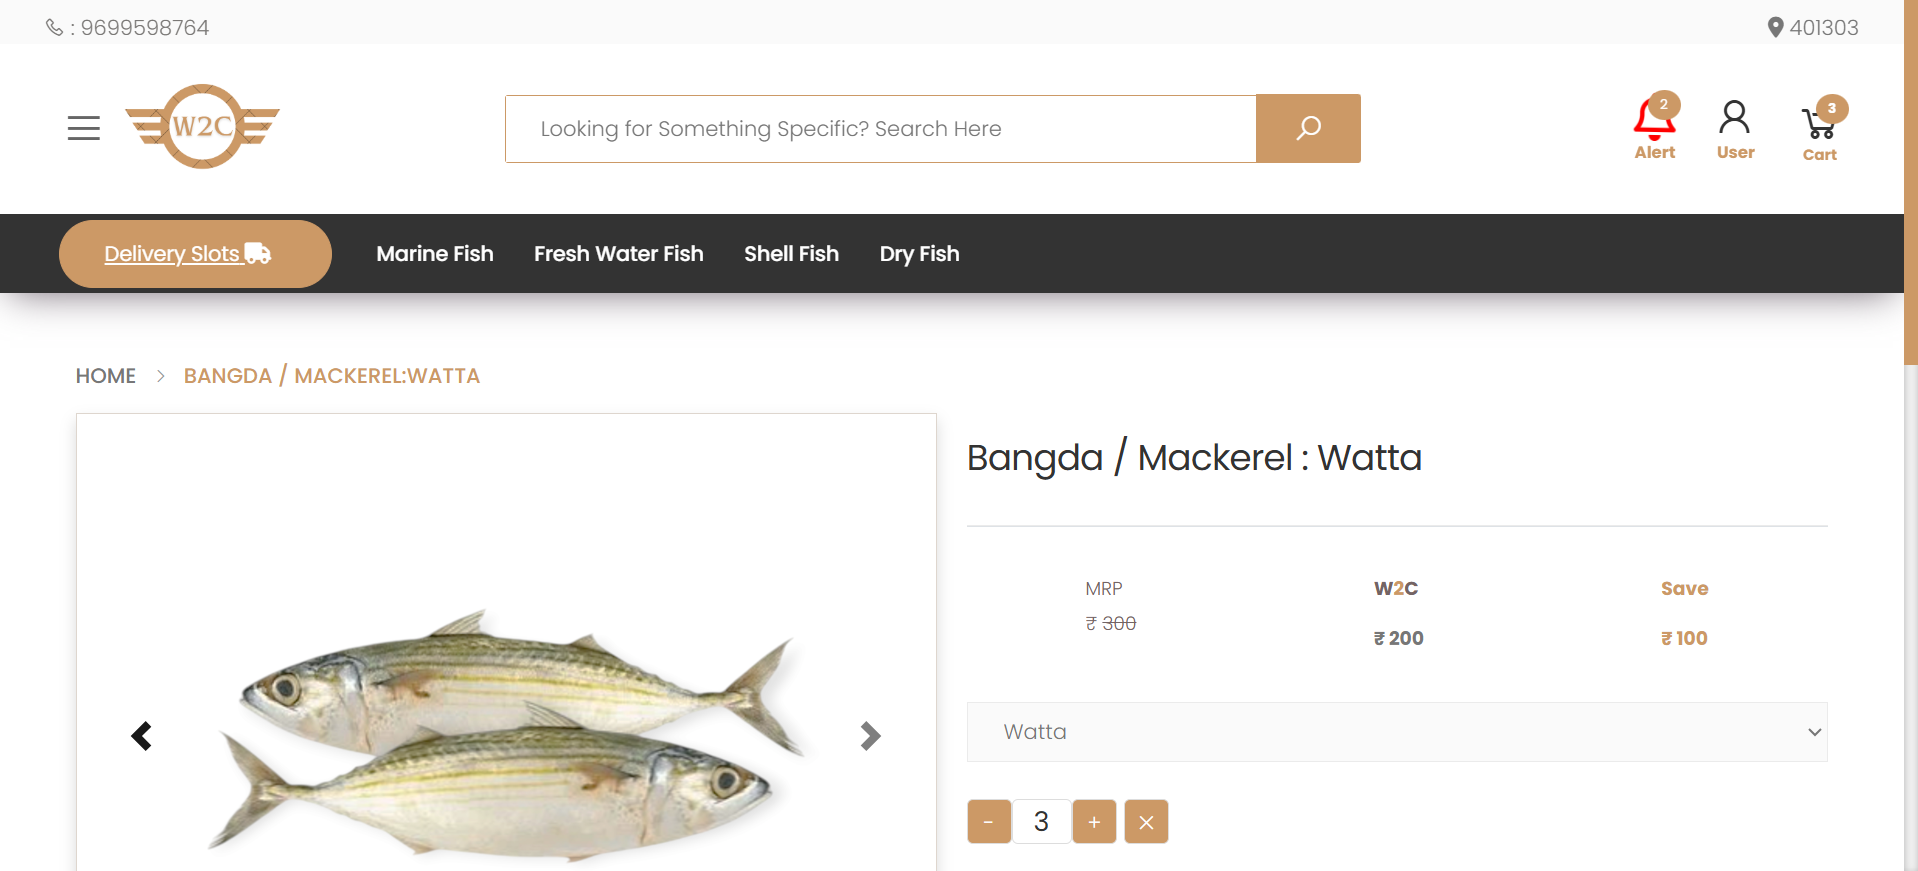 : 9699598764
401303
W2C
Looking for Something Specific? Search Here
2
Alert
User
3
Cart
Delivery Slots
Marine Fish
Fresh Water Fish
Shell Fish
Dry Fish
HOME > BANGDA / MACKEREL:WATTA
Bangda / Mackerel : Watta
MRP
W2C
Save
₹ 300
₹ 200
₹ 100
Watta
- 3 + ×